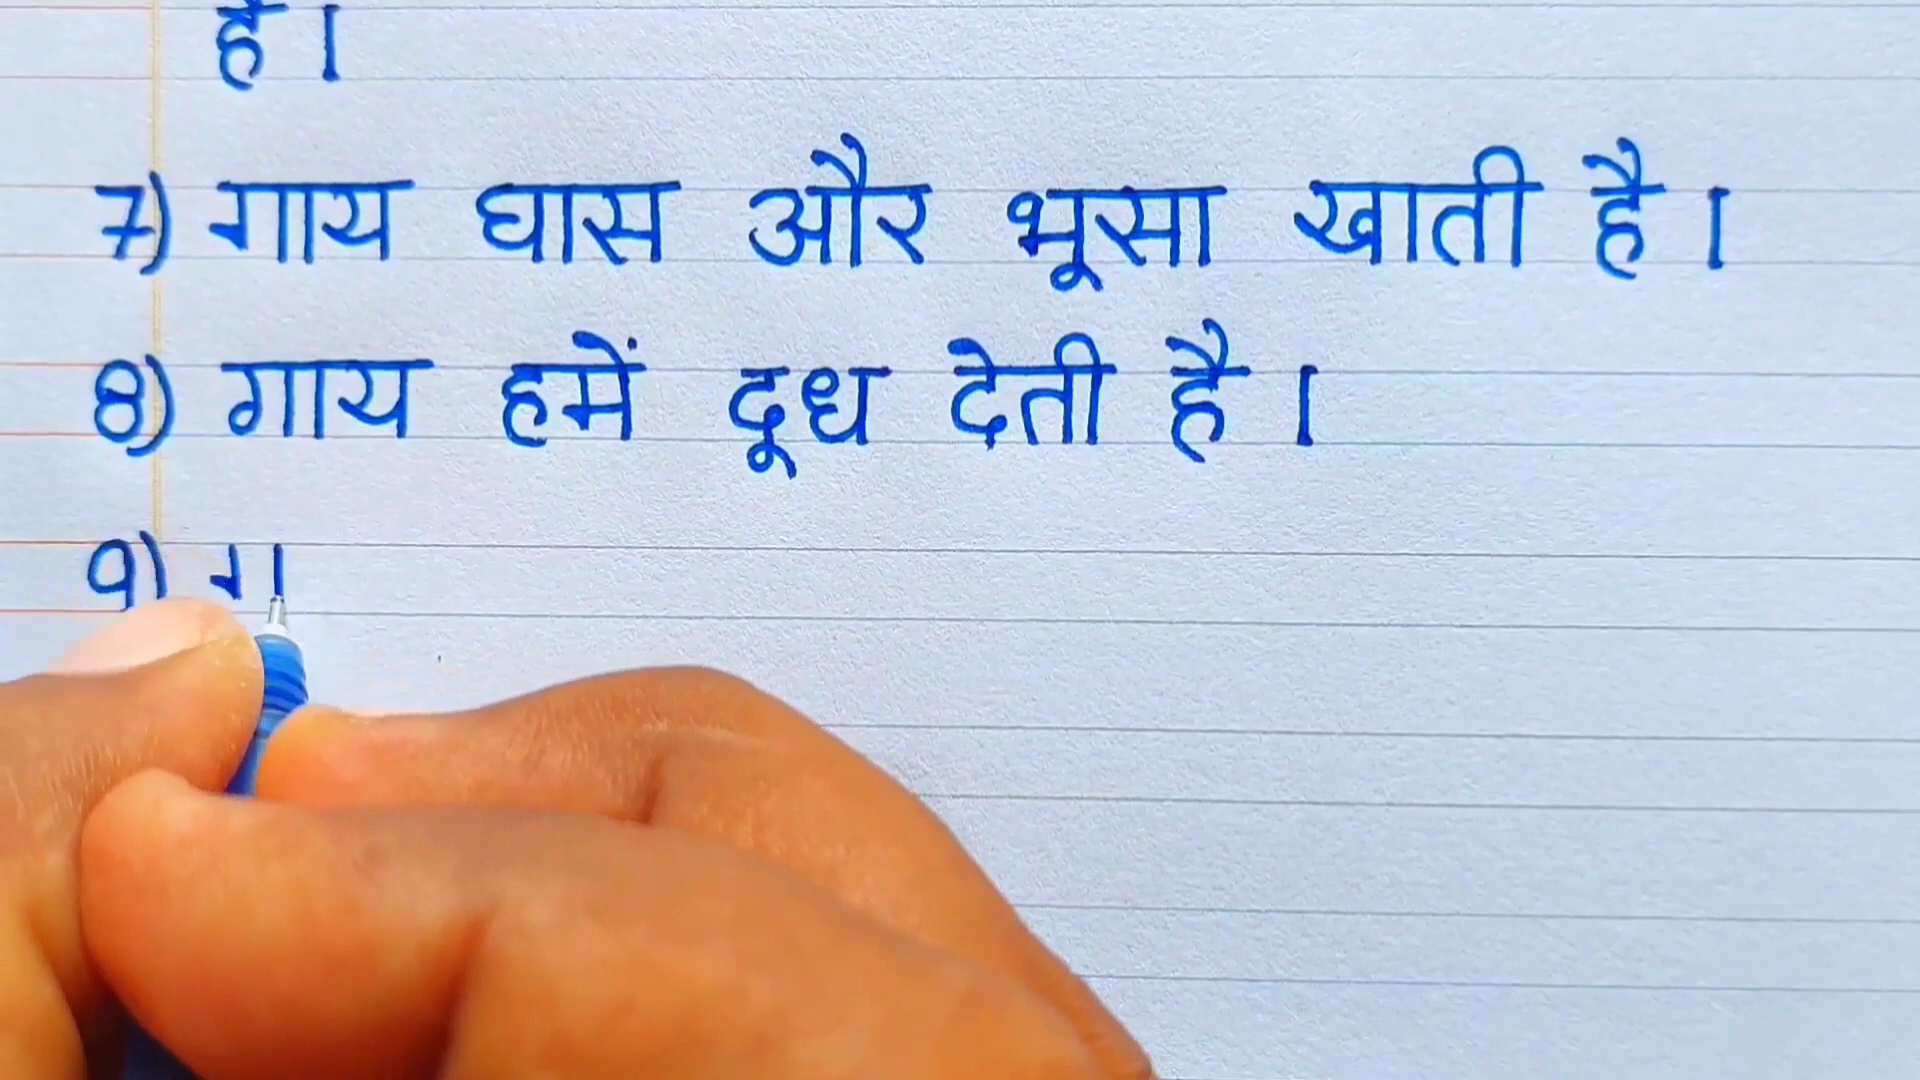 है।
7) गाय घास और भूसा खाती है।
8) गाय हमें दूध देती है।
9)